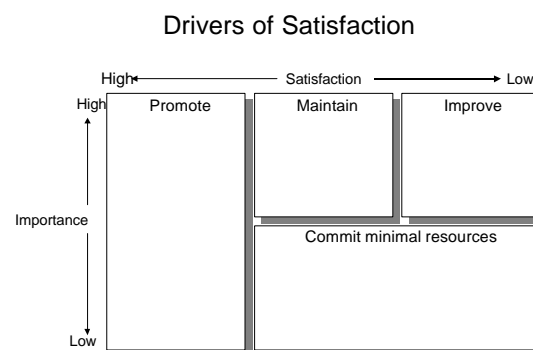 Drivers of Satisfaction
High Satisfaction Low
High Promote Maintain Improve
Importance
Commit minimal resources
Low